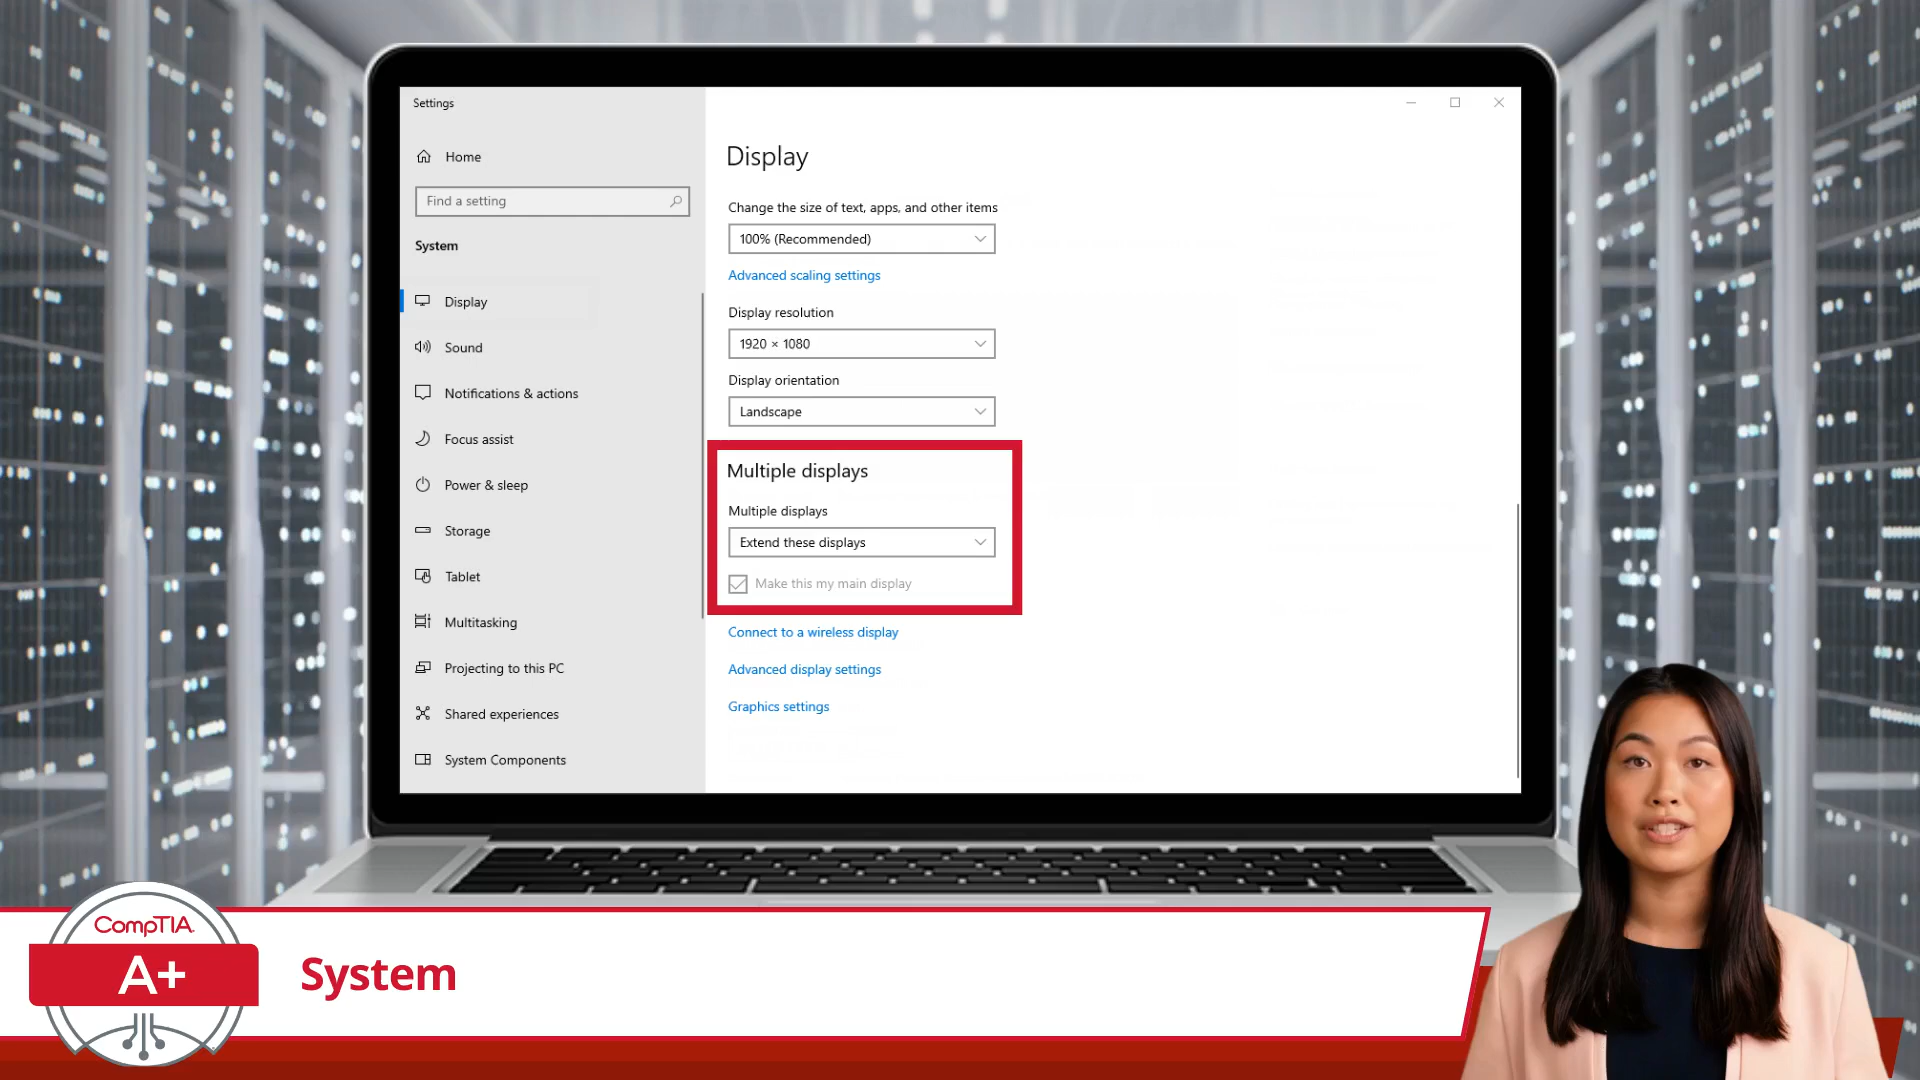 Settings
Home
Find a setting
System
Display
Sound
Notifications & actions
Focus assist
Power & sleep
Storage
Tablet
Multitasking
Projecting to this PC
Shared experiences
System Components
Display
Change the size of text, apps, and other items
100% (Recommended)
Advanced scaling settings
Display resolution
1920 × 1080
Display orientation
Landscape
Multiple displays
Multiple displays
Extend these displays
Make this my main display
Connect to a wireless display
Advanced display settings
Graphics settings
CompTIA.
A+
System